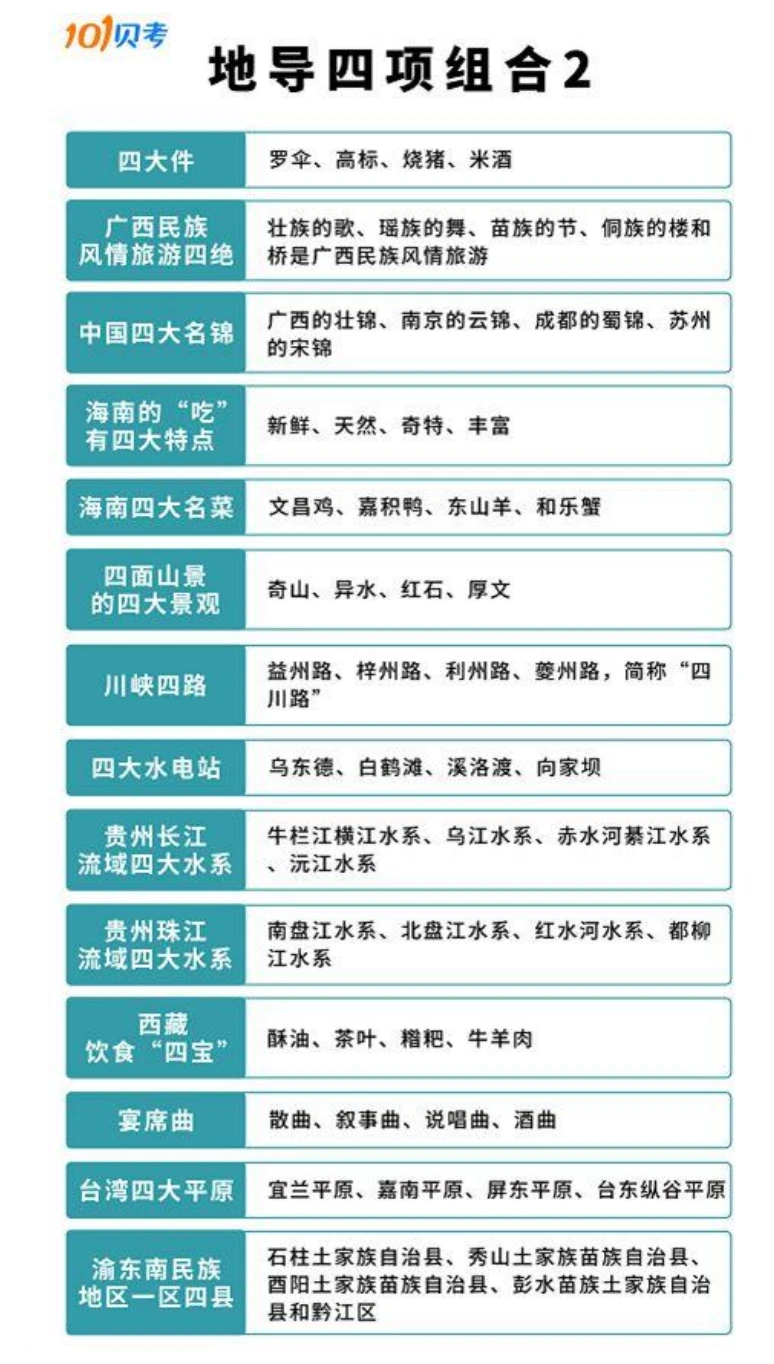 101贝考
地导四项组合2
四大件
罗伞、高标、烧猪、米酒
广西民族
风情旅游四绝
壮族的歌、瑶族的舞、苗族的节、侗族的楼和
桥是广西民族风情旅游
中国四大名锦
广西的壮锦、南京的云锦、成都的蜀锦、苏州
的宋锦
海南的“吃”
有四大特点
新鲜、天然、奇特、丰富
海南四大名菜
文昌鸡、嘉积鸭、东山羊、和乐蟹
四面山景
的四大景观
奇山、异水、红石、厚文
川峡四路
益州路、梓州路、利州路、夔州路，简称“四
川路”
四大水电站
乌东德、白鹤滩、溪洛渡、向家坝
贵州长江
流域四大水系
牛栏江横江水系、乌江水系、赤水河綦江水系
、沅江水系
贵州珠江
流域四大水系
南盘江水系、北盘江水系、红水河水系、都柳
江水系
西藏
饮食“四宝”
酥油、茶叶、糌粑、牛羊肉
宴席曲
散曲、叙事曲、说唱曲、酒曲
台湾四大平原
宜兰平原、嘉南平原、屏东平原、台东纵谷平原
渝东南民族
地区一区四县
石柱土家族自治县、秀山土家族苗族自治县、
酉阳土家族苗族自治县、彭水苗族土家族自治
县和黔江区